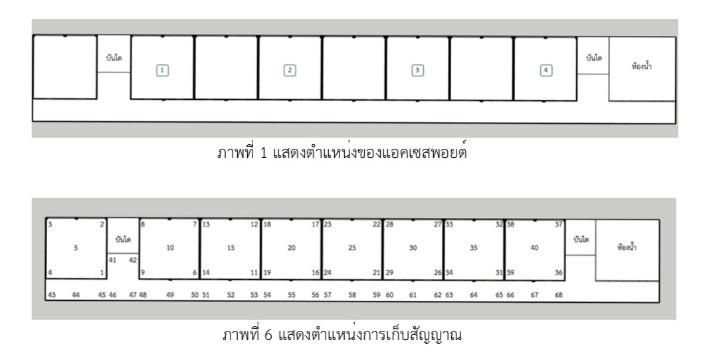 บันได
1
2
3
4
บันได
ห้องน้ำ
ภาพที่ 1 แสดงตำแหน่งของแอคเซสพอยต์
3 2 8 7 13 12 18 17 23 22 28 27 33 32 38 37
5 บันได 10 15 20 25 30 35 40 บันได ห้องน้ำ
41 42
4 1 9 6 14 11 19 16 24 21 29 26 34 31 39 36
43 44 45 46 47 48 49 50 51 52 53 54 55 56 57 58 59 60 61 62 63 64 65 66 67 68
ภาพที่ 6 แสดงตำแหน่งการเก็บสัญญาณ